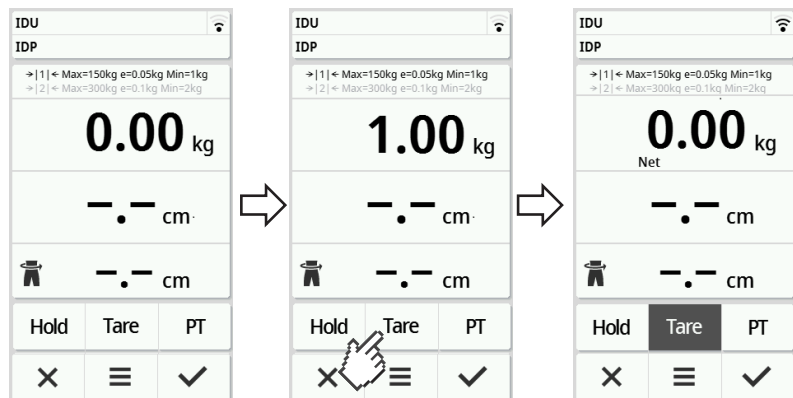 IDU
IDP
→|1|← Max=150kg e=0.05kg Min=1kg
→|2|← Max=300kg e=0.1kg Min=2kg
0.00 kg
–.– cm
–.– cm
Hold Tare PT
IDU
IDP
→|1|← Max=150kg e=0.05kg Min=1kg
→|2|← Max=300kg e=0.1kg Min=2kg
1.00 kg
–.– cm
–.– cm
Hold Tare PT
IDU
IDP
→|1|← Max=150kg e=0.05kg Min=1kg
→|2|← Max=300kg e=0.1kg Min=2kg
0.00 kg
Net
–.– cm
–.– cm
Hold Tare PT